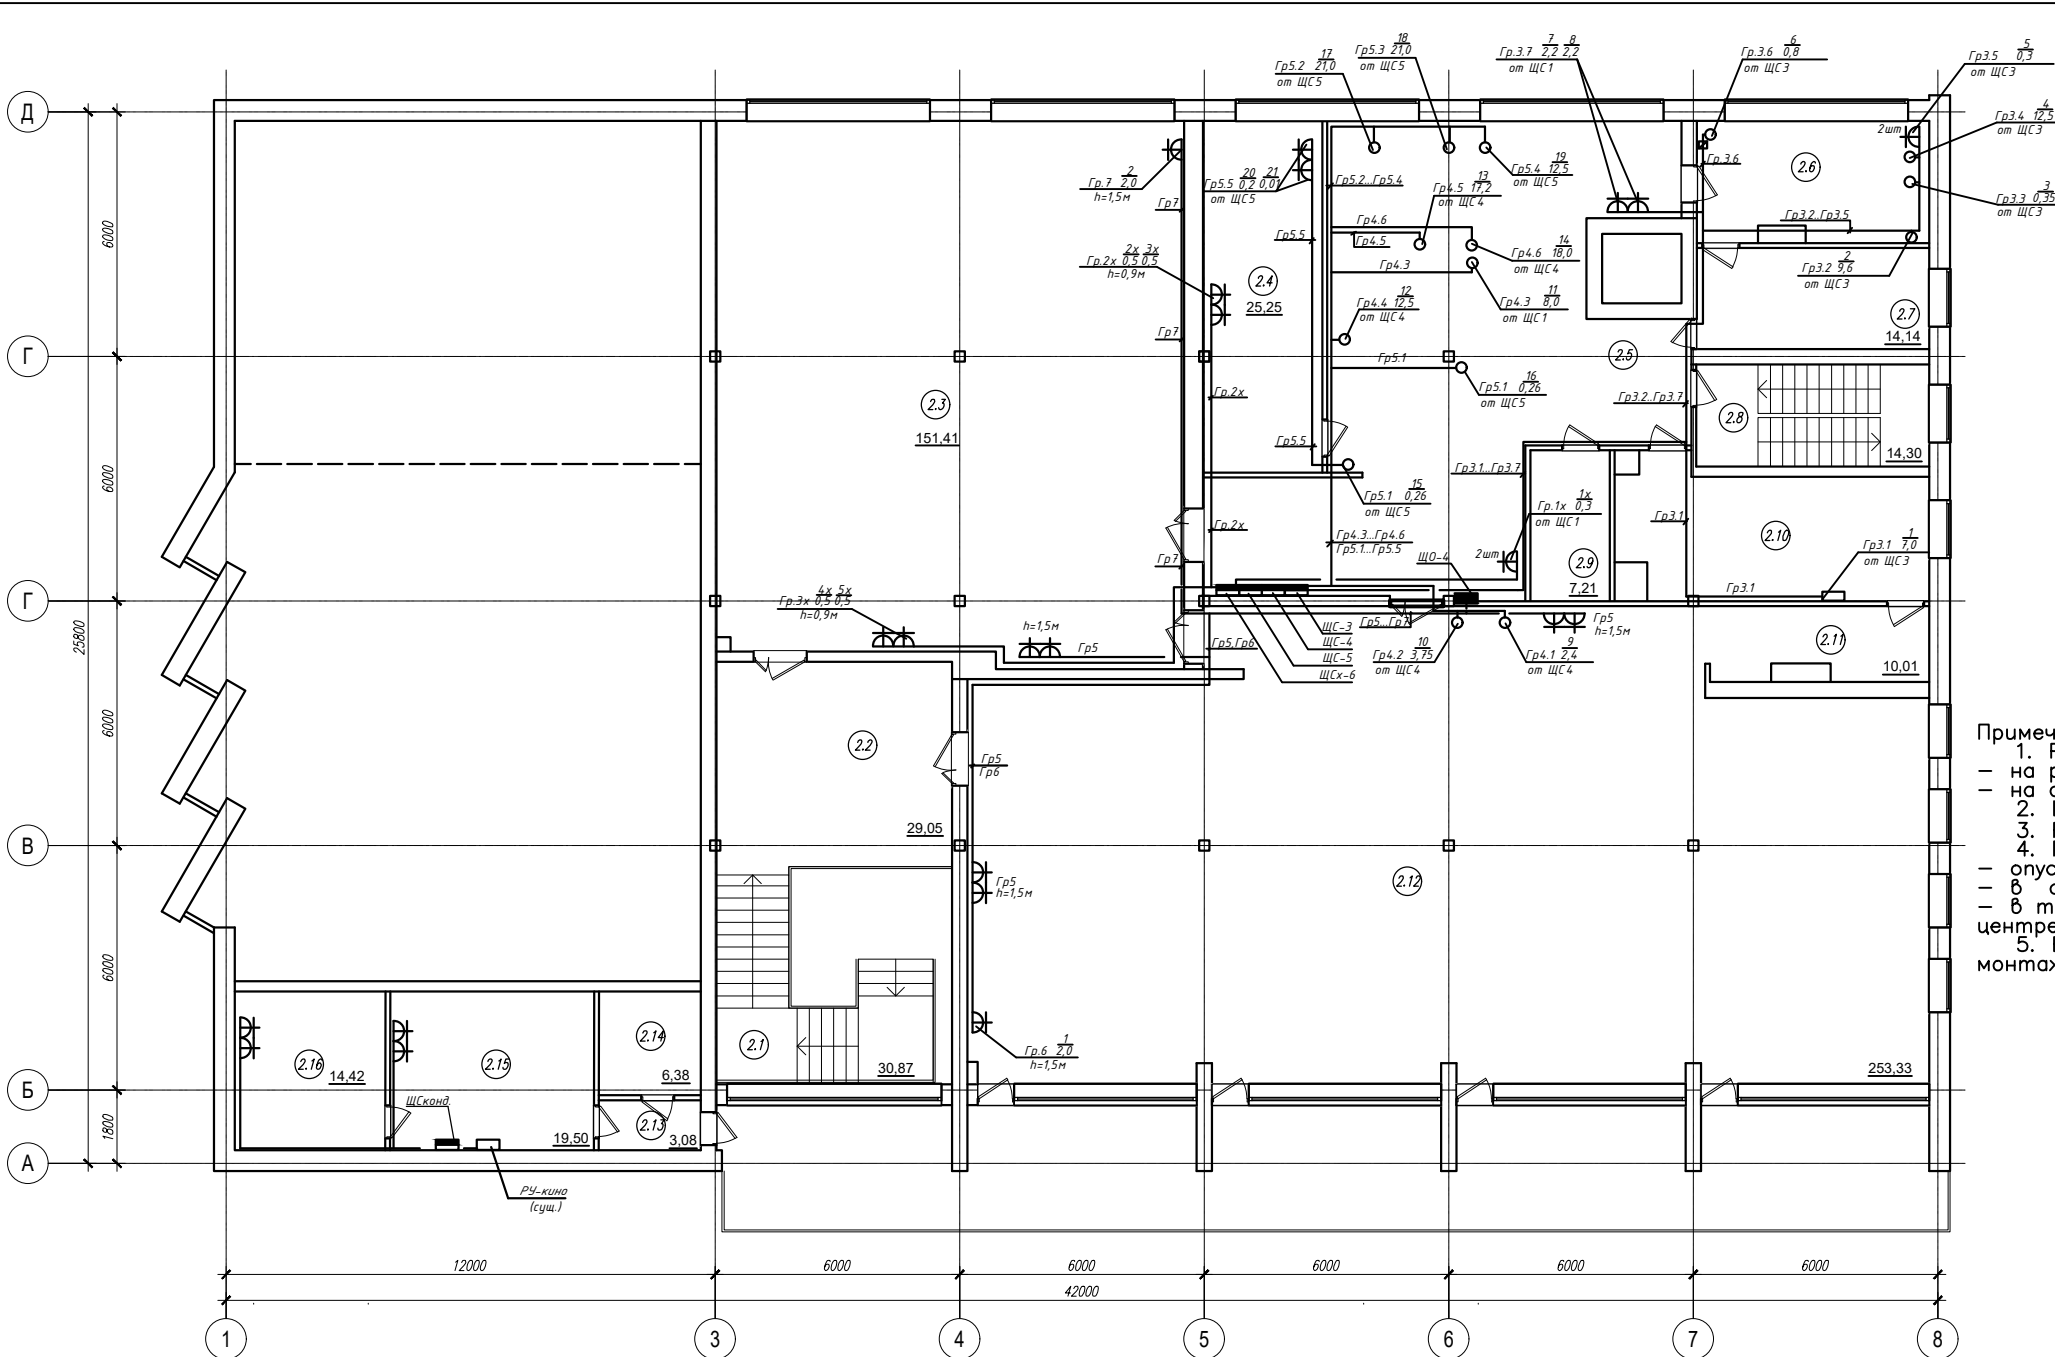 17
Гр5.2 21,0
от ЩС5
18
Гр5.3 21,0
от ЩС5
7 8
Гр.3.7 2,2 2,2
от ЩС1
6
Гр.3.6 0,8
от ЩС3
5
Гр3.5 0,3
от ЩС3
4
Гр3.4 12,5
от ЩС3
3
Гр3.3 0,35
от ЩС3
2шт
Гр.3.6
2.6
Гр3.2..Гр3.5
2
Гр3.2 9,6
от ЩС3
Д
2
Гр.7 2,0
h=1,5м
Гр7
20 21
Гр5.5 0,2 0,01
от ЩС5
Гр5.2...Гр5.4
19
Гр5.4 12,5
от ЩС5
13
Гр4.5 17,2
от ЩС4
Гр4.6
Гр4.5
Гр5.5
14
Гр4.6 18,0
от ЩС4
2х 3х
Гр.2х 0,5 0,5
h=0,9м
2.4
25,25
Гр4.3
12
Гр4.4 12,5
от ЩС4
11
Гр4.3 8,0
от ЩС1
2.7
14,14
Гр7
Г
Гр5.1
2.5
16
Гр5.1 0,26
от ЩС5
Гр.2х
Гр3.2..Гр3.7
2.3
151,41
2.8
14,30
Гр5.5
Гр3.1...Гр3.7
15
Гр5.1 0,26
от ЩС5
1х
Гр.1х 0,3
от ЩС1
Гр3.1
2.10
Гр.2х
Гр4.3...Гр4.6
Гр5.1...Гр5.5
1
Гр3.1 7,0
от ЩС3
2шт
ЩО-4
2.9
7,21
Гр7
Гр3.1
Г
4х 5х
Гр.3х 0,5 0,5
h=0,9м
h=1,5м
Гр5
Гр5,Гр6
ЩС-3
ЩС-4
ЩС-5
ЩСх-6
Гр5...Гр7
10
Гр4.2 3,75
от ЩС4
9
Гр4.1 2,4
от ЩС4
Гр5
h=1,5м
2.11
10,01
2.2
29,05
Гр5
Гр6
В
Гр5
h=1,5м
2.12
253,33
1
Гр.6 2,0
h=1,5м
2.1
30,87
2.14
6,38
2.15
19,50
2.16
14,42
2.13
3,08
ЩСконд.
РУ-кино
(сущ.)
Б
А
6000
6000
6000
6000
1800
25800
12000
6000
6000
6000
6000
6000
42000
1
3
4
5
6
7
8
Примеч
1.
– на
– на
2.
3.
4.
– опус
– в
– в т
центре
5.
монтаж